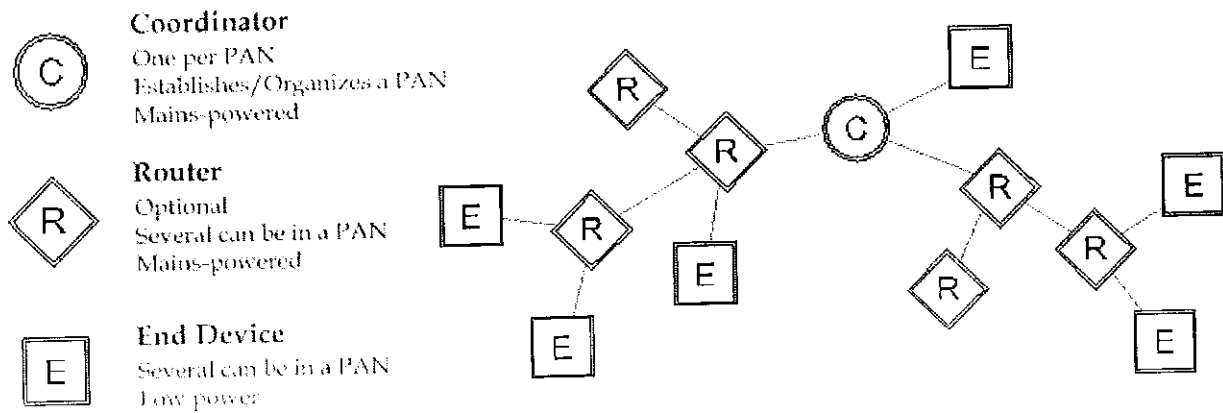 C
Coordinator
One per PAN
Establishes/Organizes a PAN
Mains-powered
R
Router
Optional
Several can be in a PAN
Mains-powered
E
End Device
Several can be in a PAN
Low power
E
R
C
R
E
R
E
R
E
R
R
E
E